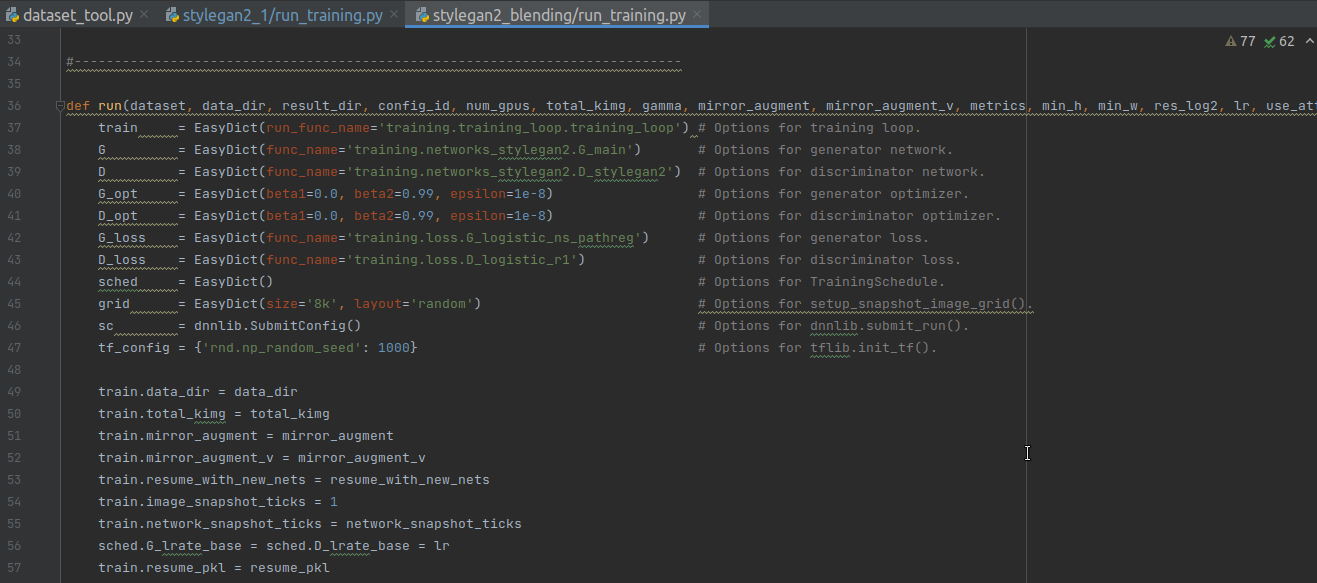 dataset_tool.py × stylegan2_1/run_training.py × stylegan2_blending/run_training.py ×
77 62
33
34 #----------------------------------------------------------------------------
35
36 def run(dataset, data_dir, result_dir, config_id, num_gpus, total_kimg, gamma, mirror_augment, mirror_augment_v, metrics, min_h, min_w, res_log2, lr, use_att
37 train = EasyDict(run_func_name='training.training_loop.training_loop') # Options for training loop.
38 G = EasyDict(func_name='training.networks_stylegan2.G_main') # Options for generator network.
39 D = EasyDict(func_name='training.networks_stylegan2.D_stylegan2') # Options for discriminator network.
40 G_opt = EasyDict(beta1=0.0, beta2=0.99, epsilon=1e-8) # Options for generator optimizer.
41 D_opt = EasyDict(beta1=0.0, beta2=0.99, epsilon=1e-8) # Options for discriminator optimizer.
42 G_loss = EasyDict(func_name='training.loss.G_logistic_ns_pathreg') # Options for generator loss.
43 D_loss = EasyDict(func_name='training.loss.D_logistic_r1') # Options for discriminator loss.
44 sched = EasyDict() # Options for TrainingSchedule.
45 grid = EasyDict(size='8k', layout='random') # Options for setup_snapshot_image_grid().
46 sc = dnnlib.SubmitConfig() # Options for dnnlib.submit_run().
47 tf_config = {'rnd.np_random_seed': 1000} # Options for tflib.init_tf().
48
49 train.data_dir = data_dir
50 train.total_kimg = total_kimg
51 train.mirror_augment = mirror_augment
52 train.mirror_augment_v = mirror_augment_v
53 train.resume_with_new_nets = resume_with_new_nets
54 train.image_snapshot_ticks = 1
55 train.network_snapshot_ticks = network_snapshot_ticks
56 sched.G_lrate_base = sched.D_lrate_base = lr
57 train.resume_pkl = resume_pkl